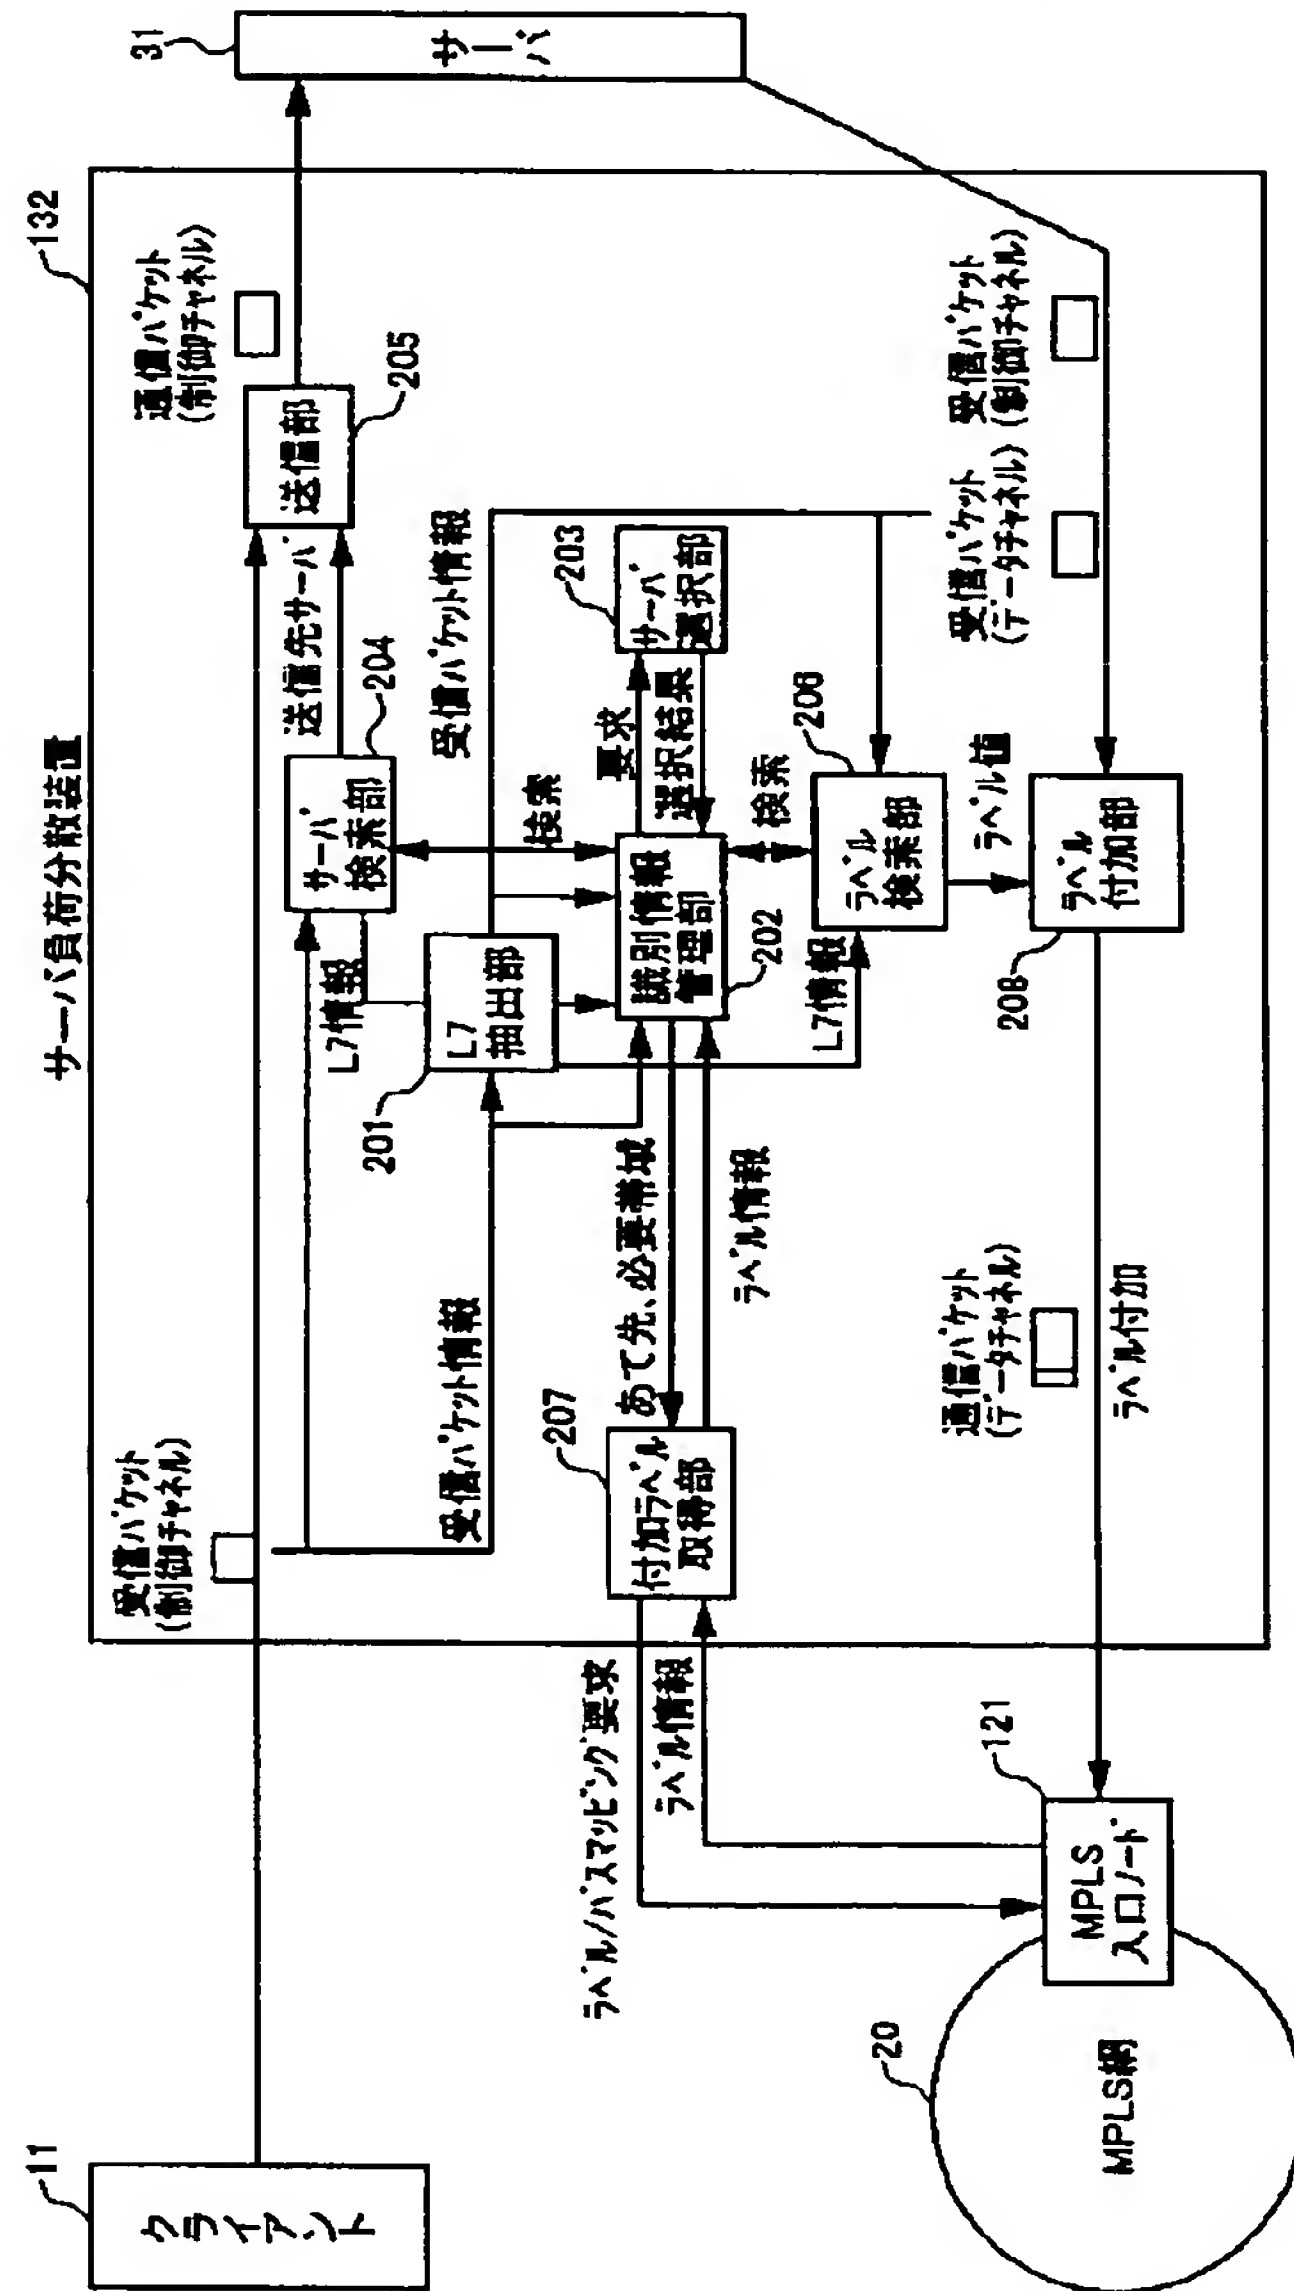 サーバ負荷分散装置
132
11
クライアント
受信パケット
(制御チャネル)
通信パケット
(制御チャネル)
31
サーバ
送信部
205
送信先サーバ
サーバ
検索部
204
L7情報
L7
抽出部
201
受信パケット情報
受信パケット情報
検索
要求
選択結果
サーバ
選択部
203
識別情報
管理部
202
あて先、必要帯域
ラベル情報
付加ラベル
取得部
207
ラベル/パスマッピング要求
ラベル情報
検索
L7情報
ラベル
検索部
206
ラベル値
ラベル
付加部
208
受信パケット
(データチャネル)
受信パケット
(制御チャネル)
通信パケット
(データチャネル)
ラベル付加
121
MPLS
入口ノード
20
MPLS網